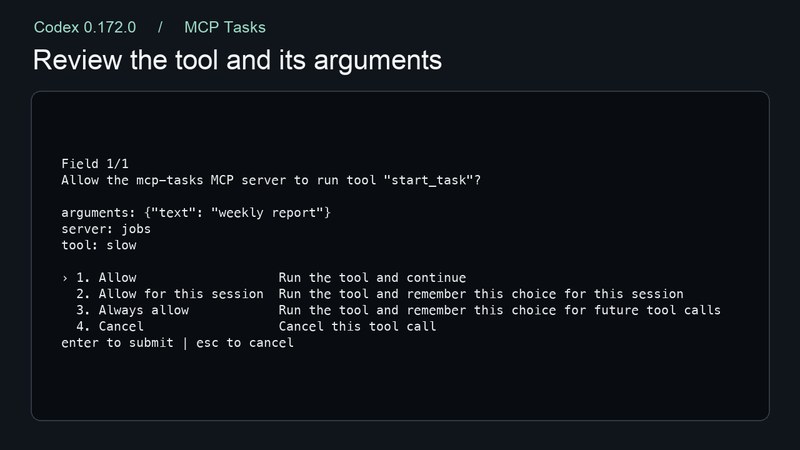 Codex 0.172.0 / MCP Tasks
Review the tool and its arguments
Field 1/1
Allow the mcp-tasks MCP server to run tool "start_task"?
arguments: {"text": "weekly report"}
server: jobs
tool: slow
› 1. Allow Run the tool and continue
2. Allow for this session Run the tool and remember this choice for this session
3. Always allow Run the tool and remember this choice for future tool calls
4. Cancel Cancel this tool call
enter to submit | esc to cancel